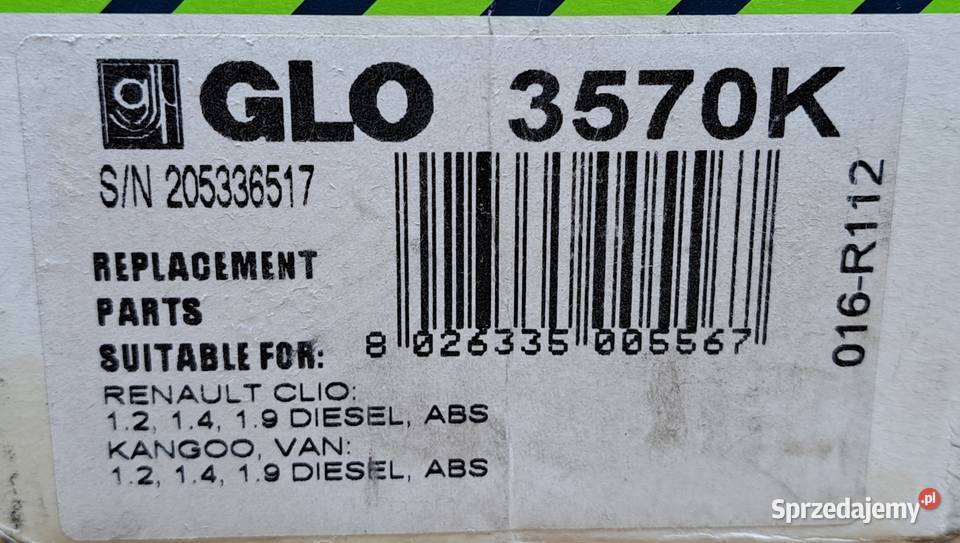 GLO 3570K
S/N 205336517
REPLACEMENT
PARTS
SUITABLE FOR:
8 026335 005567
RENAULT CLIO:
1.2, 1.4, 1.9 DIESEL, ABS
KANGOO, VAN:
1.2, 1.4, 1.9 DIESEL, ABS
016-R112
Sprzedajemy.pl